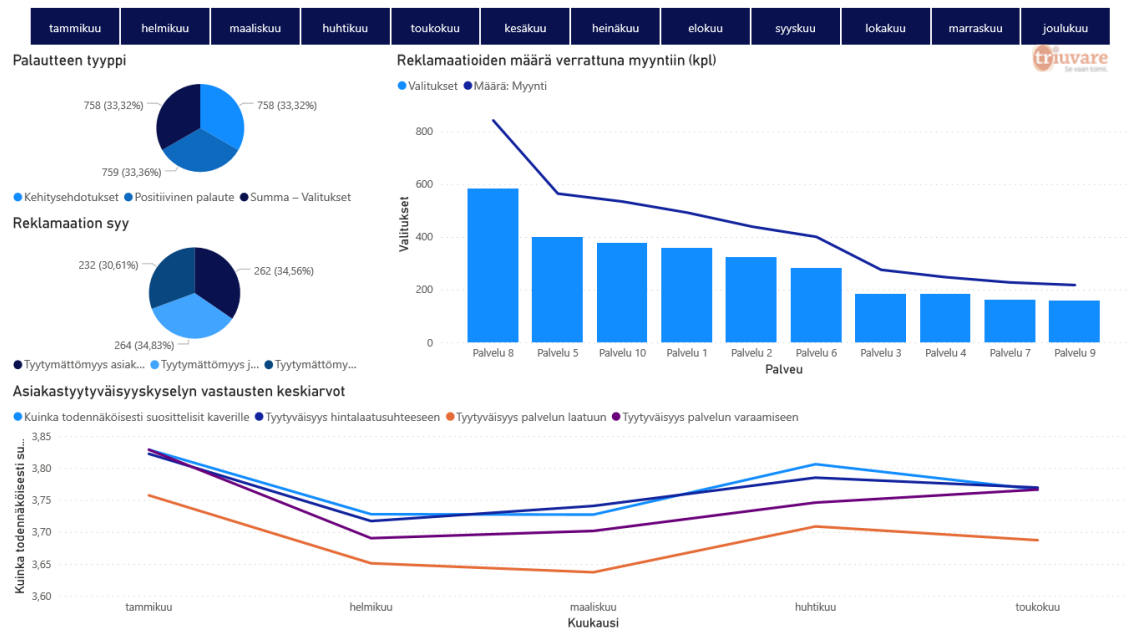 tammikuu helmikuu maaliskuu huhtikuu toukokuu kesäkuu heinäkuu elokuu syyskuu lokakuu marraskuu joulukuu
Palautteen tyyppi
758 (33,32%)
758 (33,32%)
759 (33,36%)
Kehitysehdotukset Positiivinen palaute Summa – Valitukset
Reklamaation syy
232 (30,61%)
262 (34,56%)
264 (34,83%)
Tyytymättömyys asiak... Tyytymättömyys j... Tyytymättömy...
Reklamaatioiden määrä verrattuna myyntiin (kpl)
triuvare
Se vaan toimii.
Valitukset Määrä: Myynti
Valitukset
800
600
400
200
0
Palvelu 8 Palvelu 5 Palvelu 10 Palvelu 1 Palvelu 2 Palvelu 6 Palvelu 3 Palvelu 4 Palvelu 7 Palvelu 9
Palveu
Asiakastyytyväisyyskyselyn vastausten keskiarvot
Kuinka todennäköisesti suosittelisit kaverille Tyytyväisyys hintalaatusuhteeseen Tyytyväisyys palvelun laatuun Tyytyväisyys palvelun varaamiseen
Kuinka todennäköisesti su...
3,85
3,80
3,75
3,70
3,65
3,60
tammikuu helmikuu maaliskuu huhtikuu toukokuu
Kuukausi